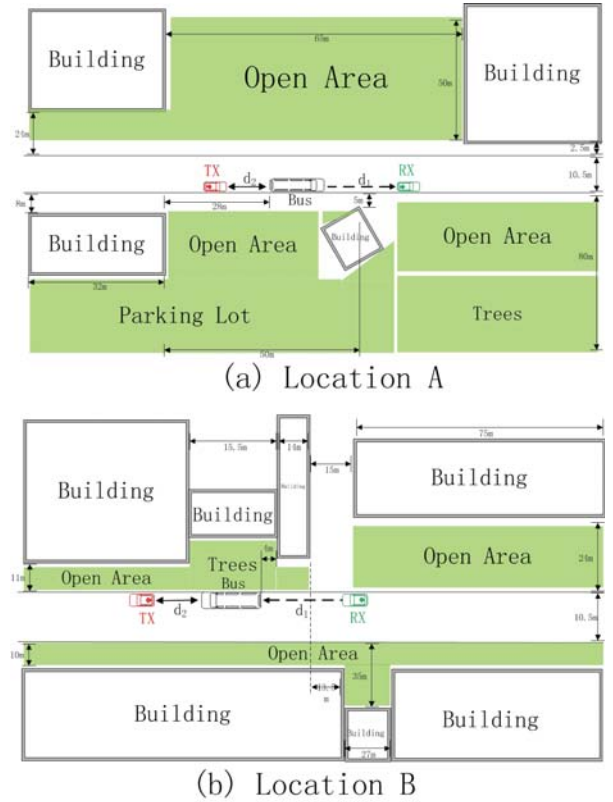 Building
65m
Open Area
50m
Building
24m
2.5m
TX
d2
d1
RX
10.5m
Bus
8m
28m
5m
Building
Open Area
Building
Open Area
80m
32m
Parking Lot
Trees
50m
(a) Location A
75m
15.5m
14m
Building
15m
Building
Building
Building
4m
Trees
Open Area
24m
11m
Open Area
Bus
TX
d2
d1
RX
10.5m
10m
Open Area
35m
m
Building
Building
Building
27m
(b) Location B